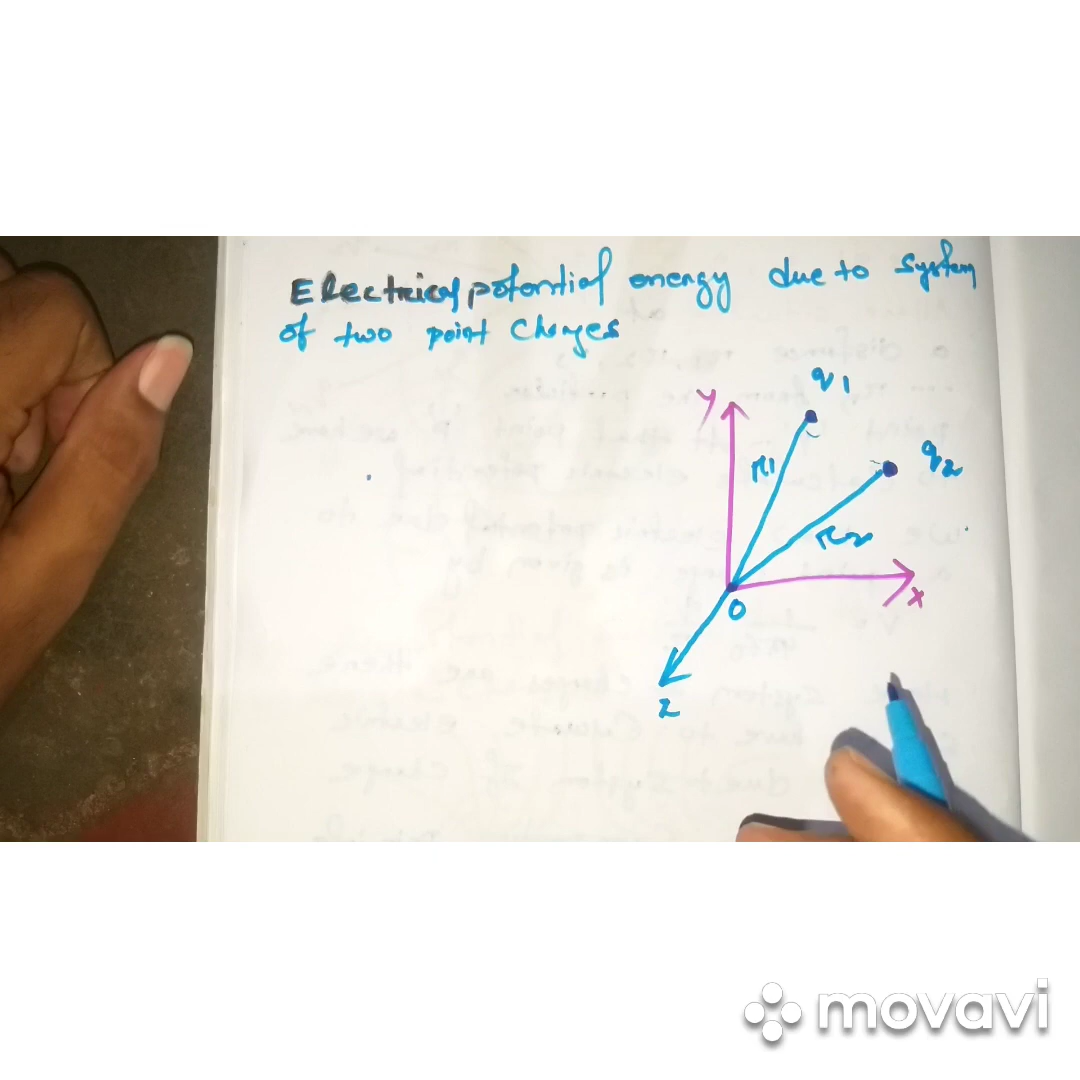 Electrical potential energy due to system
of two point charges
y
q1
r1
q2
r2
x
O
z
movavi